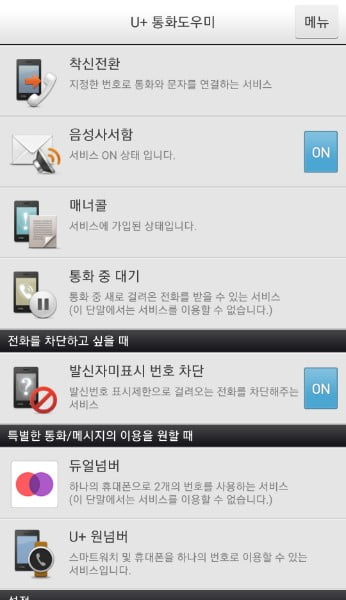 U+ 통화도우미
메뉴
착신전환
지정한 번호로 통화와 문자를 연결하는 서비스
음성사서함
서비스 ON 상태 입니다.
ON
매너콜
서비스에 가입된 상태입니다.
통화 중 대기
통화 중 새로 걸려온 전화를 받을 수 있는 서비스
(이 단말에서는 서비스를 이용할 수 없습니다.)
전화를 차단하고 싶을 때
발신자미표시 번호 차단
발신번호 표시제한으로 걸려오는 전화를 차단해주는
서비스
ON
특별한 통화/메시지의 이용을 원할 때
듀얼넘버
하나의 휴대폰으로 2개의 번호를 사용하는 서비스
(이 단말에서는 서비스를 이용할 수 없습니다.)
U+ 원넘버
스마트워치 및 휴대폰을 하나의 번호로 이용할 수 있는
서비스입니다.